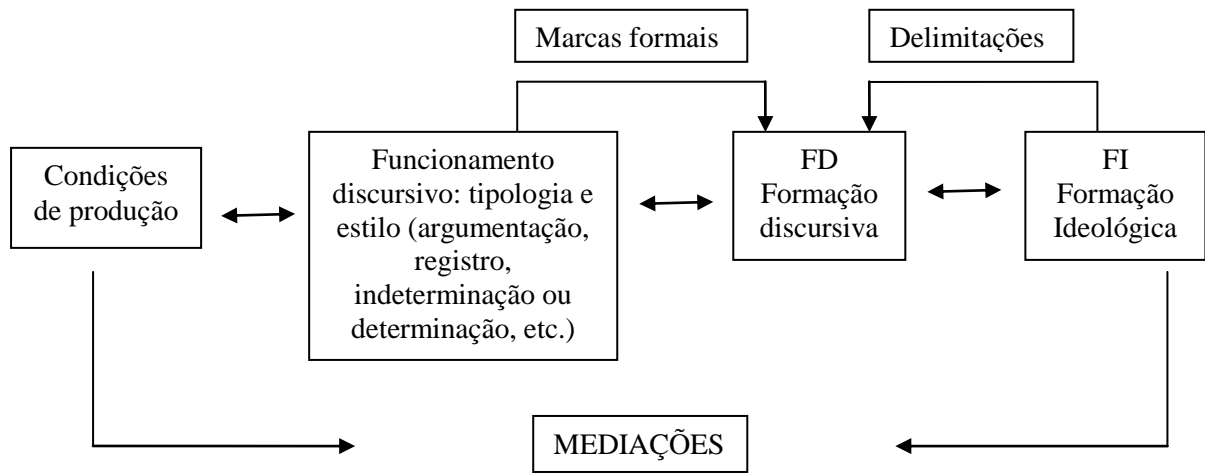 Marcas formais
Delimitações
Condições
de produção
Funcionamento
discursivo: tipologia e
estilo (argumentação,
registro,
indeterminação ou
determinação, etc.)
FD
Formação
discursiva
FI
Formação
Ideológica
MEDIAÇÕES